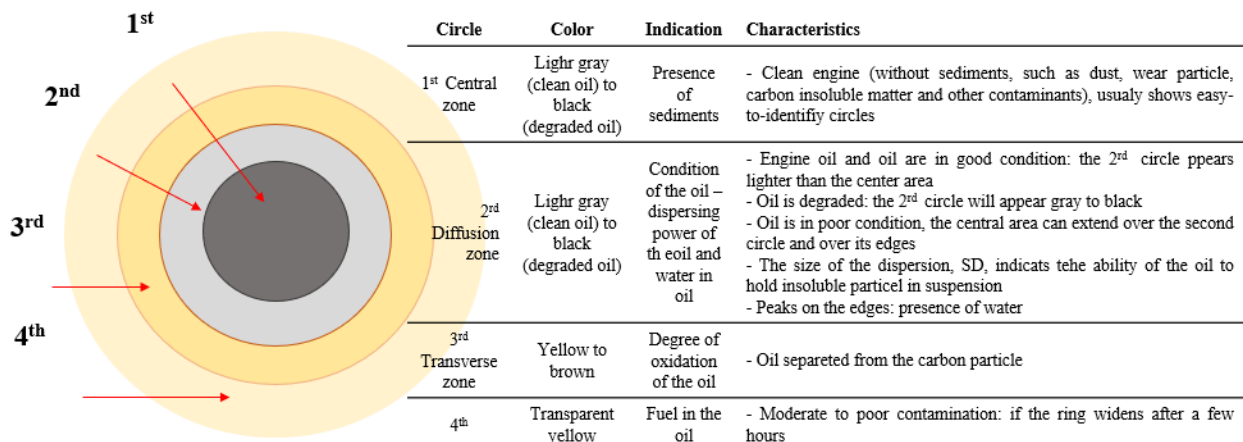 1st
2nd
3rd
4th
Circle Color Indication Characteristics
1st Central
zone
Lighr gray
(clean oil) to
black
(degraded oil)
Presence
of
sediments
- Clean engine (without sediments, such as dust, wear particle,
carbon insoluble matter and other contaminants), usualy shows easy-
to-identifiy circles
2rd
Diffusion
zone
Lighr gray
(clean oil) to
black
(degraded oil)
Condition
of the oil –
dispersing
power of
th eoil and
water in
oil
- Engine oil and oil are in good condition: the 2rd circle ppears
lighter than the center area
- Oil is degraded: the 2rd circle will appear gray to black
- Oil is in poor condition, the central area can extend over the second
circle and over its edges
- The size of the dispersion, SD, indicats tehe ability of the oil to
hold insoluble particel in suspension
- Peaks on the edges: presence of water
3rd
Transverse
zone
Yellow to
brown
Degree of
oxidation
of the oil
- Oil separeted from the carbon particle
4th
Transparent
yellow
Fuel in the
oil
- Moderate to poor contamination: if the ring widens after a few
hours